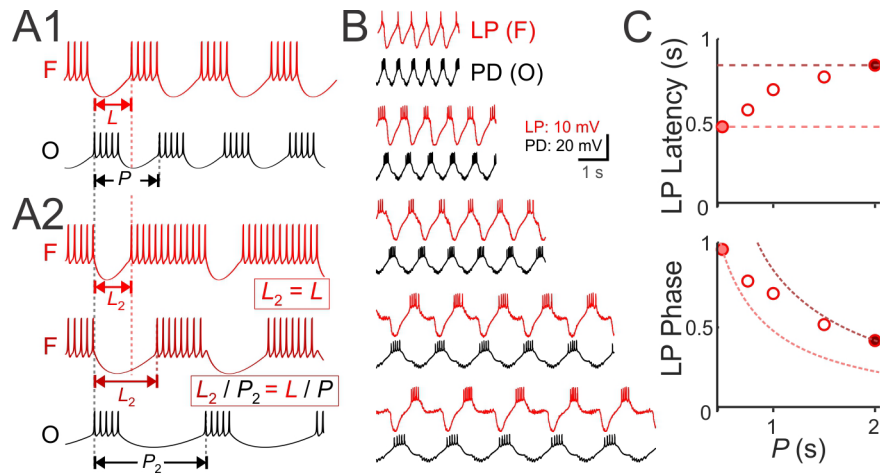 A1
F
L
O
P
A2
F
L2
L2 = L
F
L2
L2 / P2 = L / P
O
P2
B
LP (F)
PD (O)
LP: 10 mV
PD: 20 mV
1 s
C
LP Latency (s)
1
0.5
0
LP Phase
1
0.5
0
1
2
P (s)